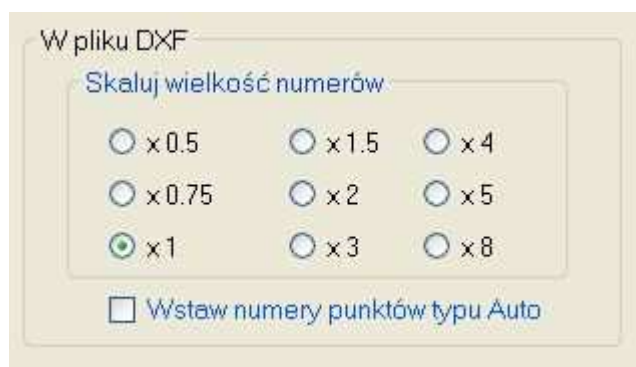 W pliku DXF
Skaluj wielkość numerów
x 0.5 x 1.5 x 4
x 0.75 x 2 x 5
x 1 x 3 x 8
Wstaw numery punktów typu Auto